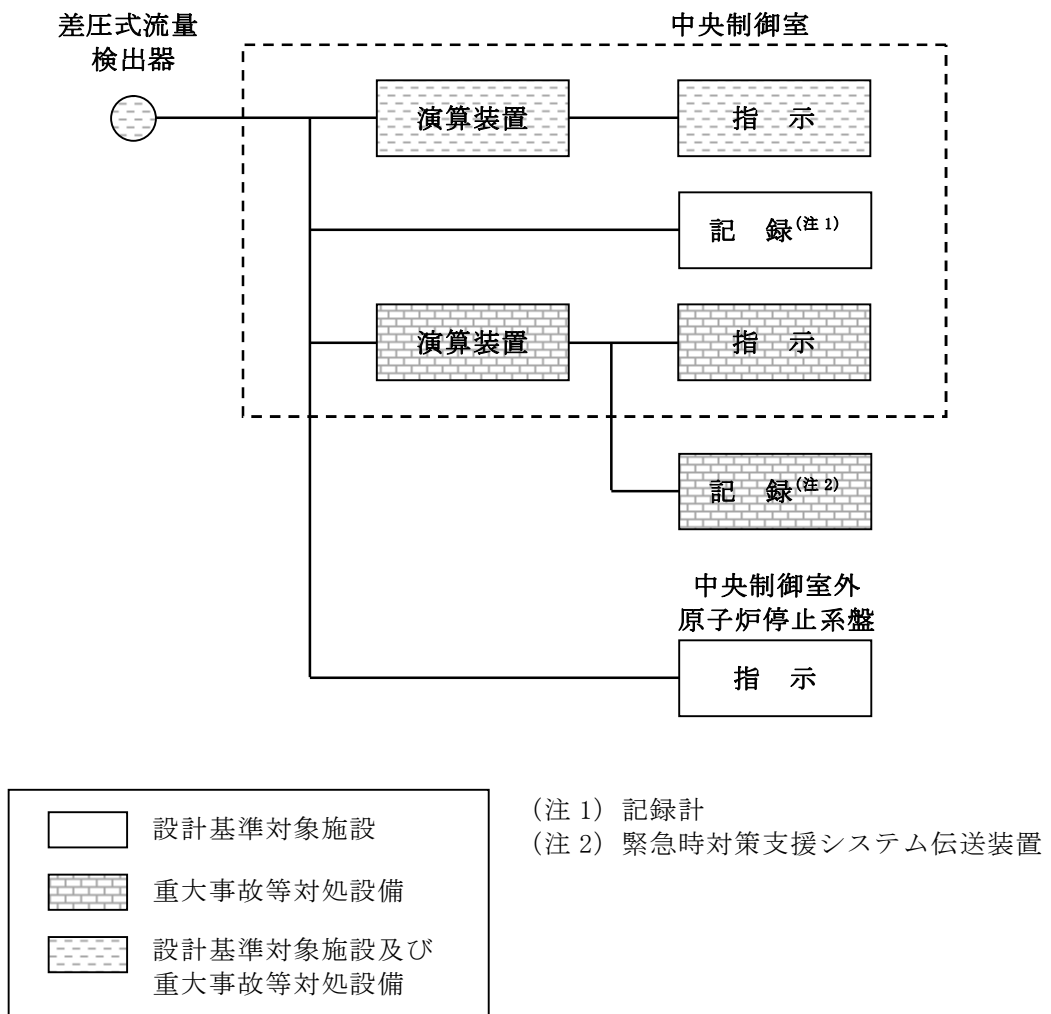 差圧式流量
検出器
中央制御室
演算装置
指 示
記 録(注 1)
演算装置
指 示
記 録(注 2)
中央制御室外
原子炉停止系盤
指 示
設計基準対象施設
重大事故等対処設備
設計基準対象施設及び
重大事故等対処設備
(注 1) 記録計
(注 2) 緊急時対策支援システム伝送装置